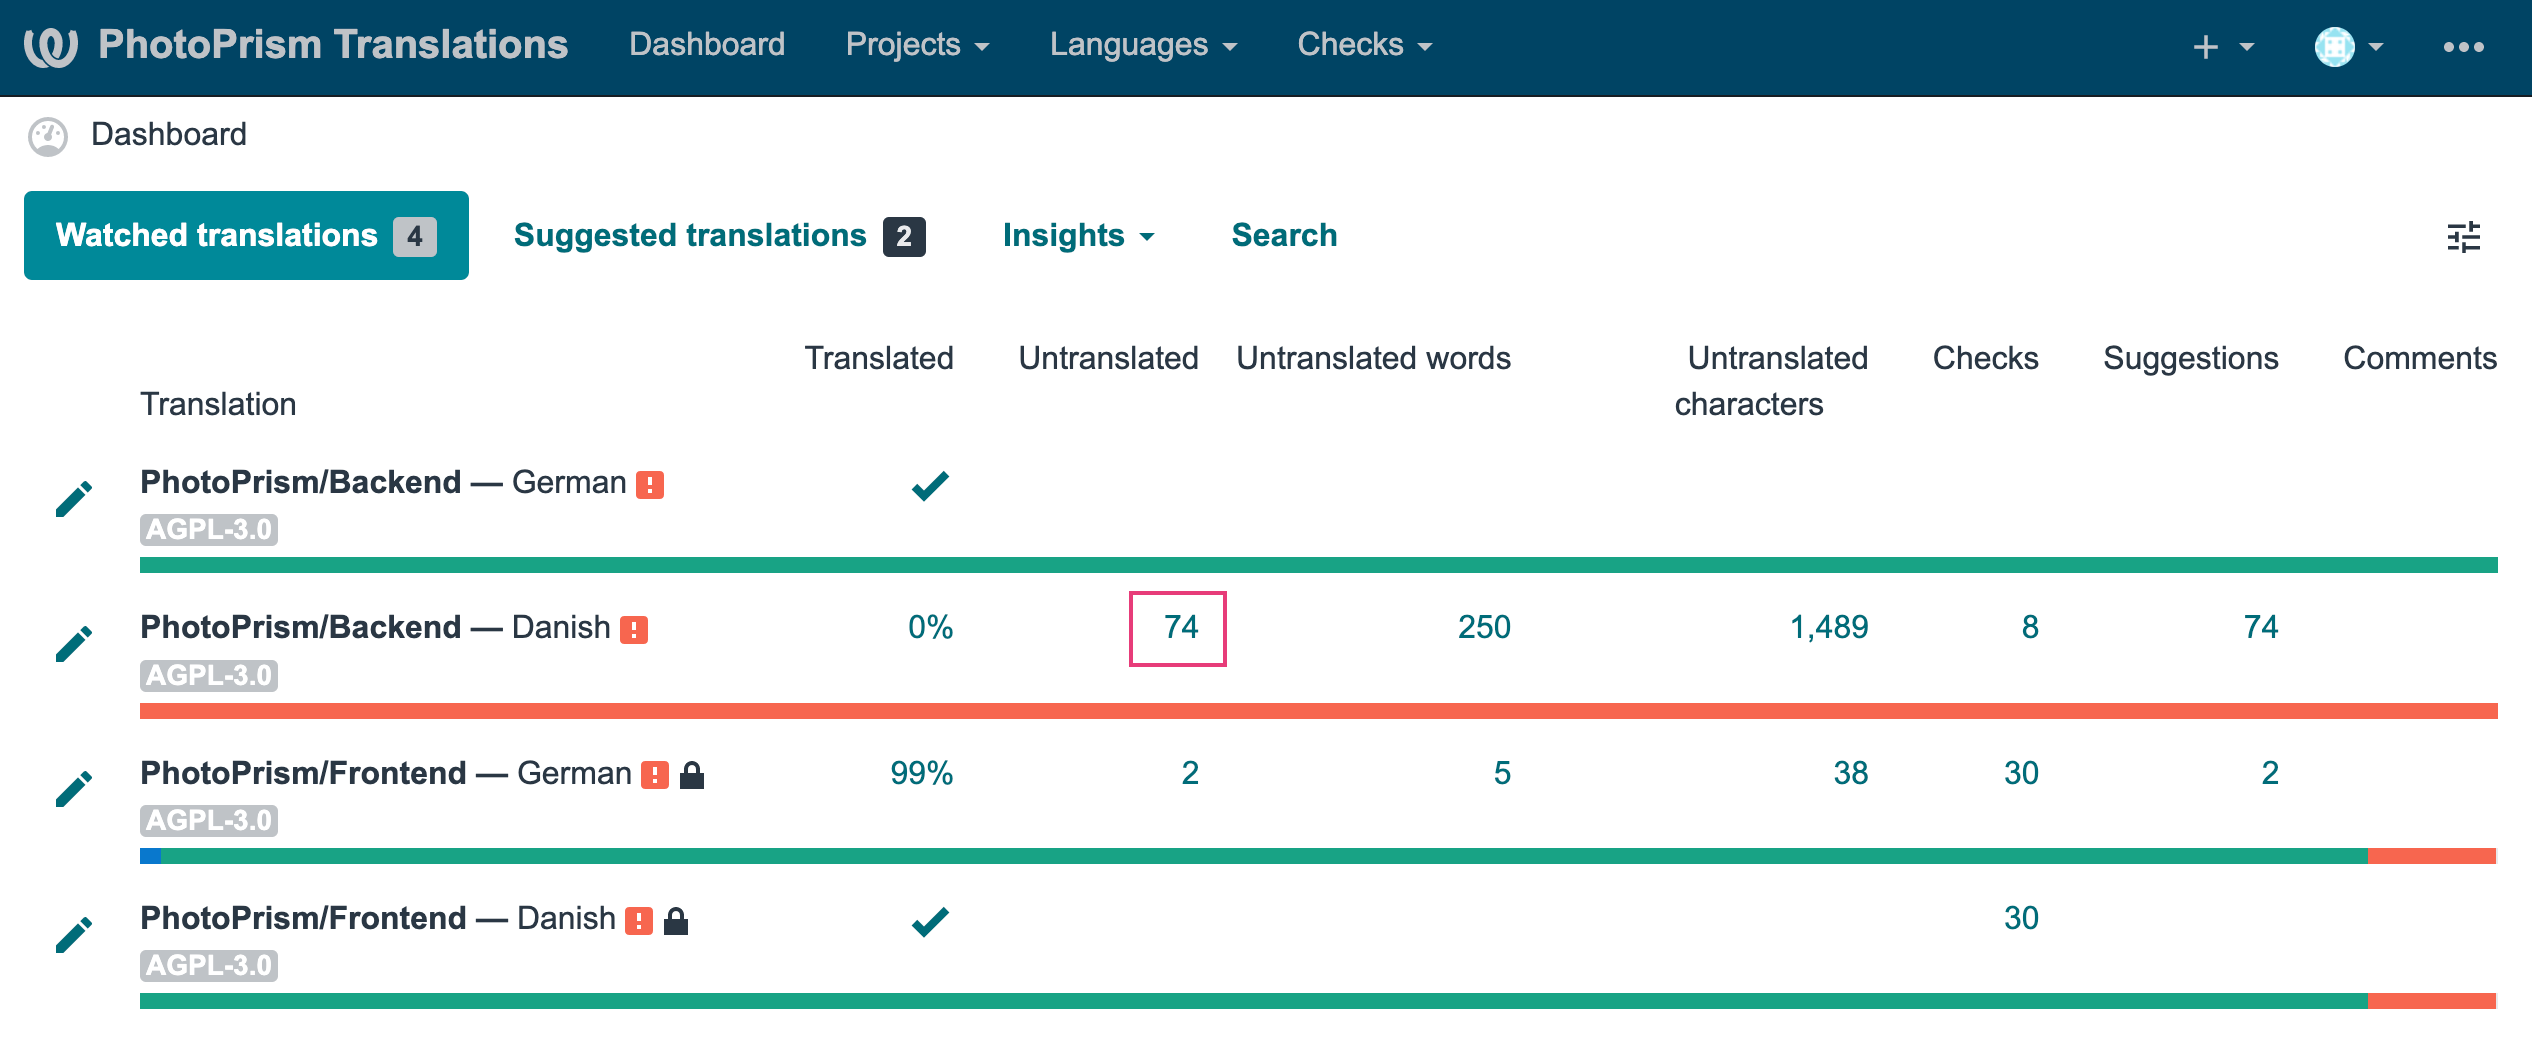 PhotoPrism Translations Dashboard Projects Languages Checks
Dashboard
Watched translations 4 Suggested translations 2 Insights Search
Translated Untranslated Untranslated words Untranslated Checks Suggestions Comments
Translation characters
PhotoPrism/Backend — German
AGPL-3.0
PhotoPrism/Backend — Danish 0% 74 250 1,489 8 74
AGPL-3.0
PhotoPrism/Frontend — German 99% 2 5 38 30 2
AGPL-3.0
PhotoPrism/Frontend — Danish 30
AGPL-3.0